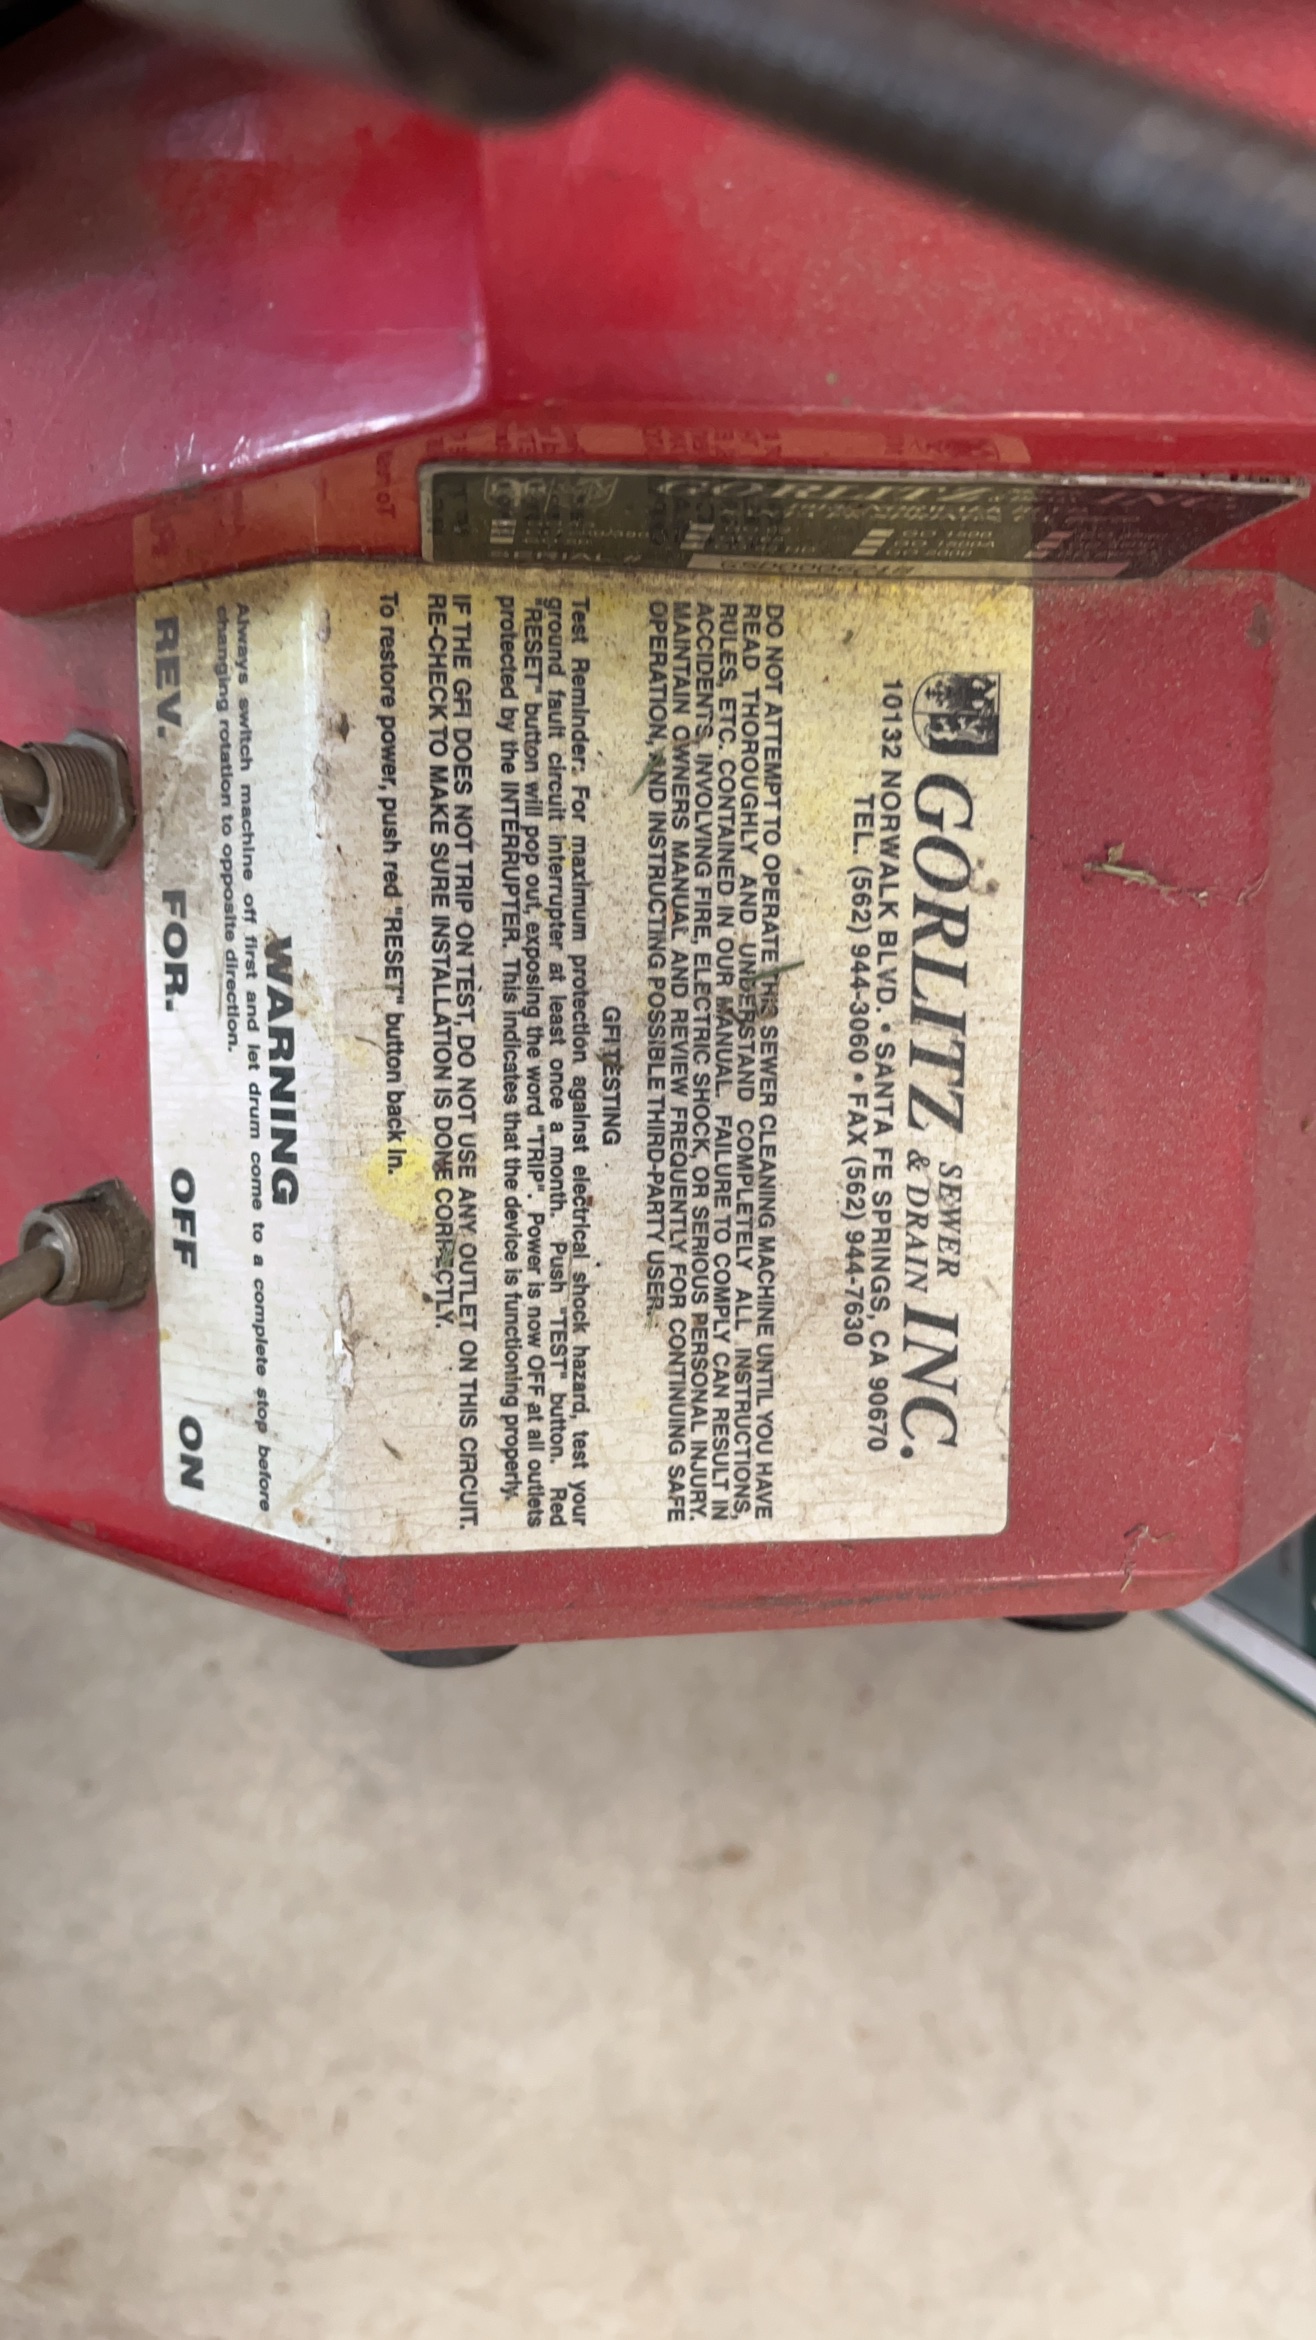 GORLITZ SEWER & DRAIN INC.
10132 NORWALK BLVD. • SANTA FE SPRINGS, CA 90670
TEL. (562) 944-3060 • FAX (562) 944-7630
DO NOT ATTEMPT TO OPERATE THIS SEWER CLEANING MACHINE UNTIL YOU HAVE
READ THOROUGHLY AND UNDERSTAND COMPLETELY ALL INSTRUCTIONS,
RULES, ETC. CONTAINED IN OUR MANUAL. FAILURE TO COMPLY CAN RESULT IN
ACCIDENTS, INVOLVING FIRE, ELECTRIC SHOCK, OR SERIOUS PERSONAL INJURY.
MAINTAIN OWNERS MANUAL AND REVIEW FREQUENTLY FOR CONTINUING SAFE
OPERATION, AND INSTRUCTING POSSIBLE THIRD-PARTY USER.
GFI TESTING
Test Reminder: For maximum protection against electrical shock hazard, test your
ground fault circuit interrupter at least once a month. Push "TEST" button. Red
"RESET" button will pop out, exposing the word "TRIP". Power is now OFF at all outlets
protected by the INTERRUPTER. This indicates that the device is functioning properly.
IF THE GFI DOES NOT TRIP ON TEST, DO NOT USE ANY OUTLET ON THIS CIRCUIT.
RE-CHECK TO MAKE SURE INSTALLATION IS DONE CORRECTLY.
To restore power, push red "RESET" button back in.
WARNING
Always switch machine off first and let drum come to a complete stop before
changing rotation to opposite direction.
REV. FOR. OFF ON
GORLITZ INC.
SERIAL #